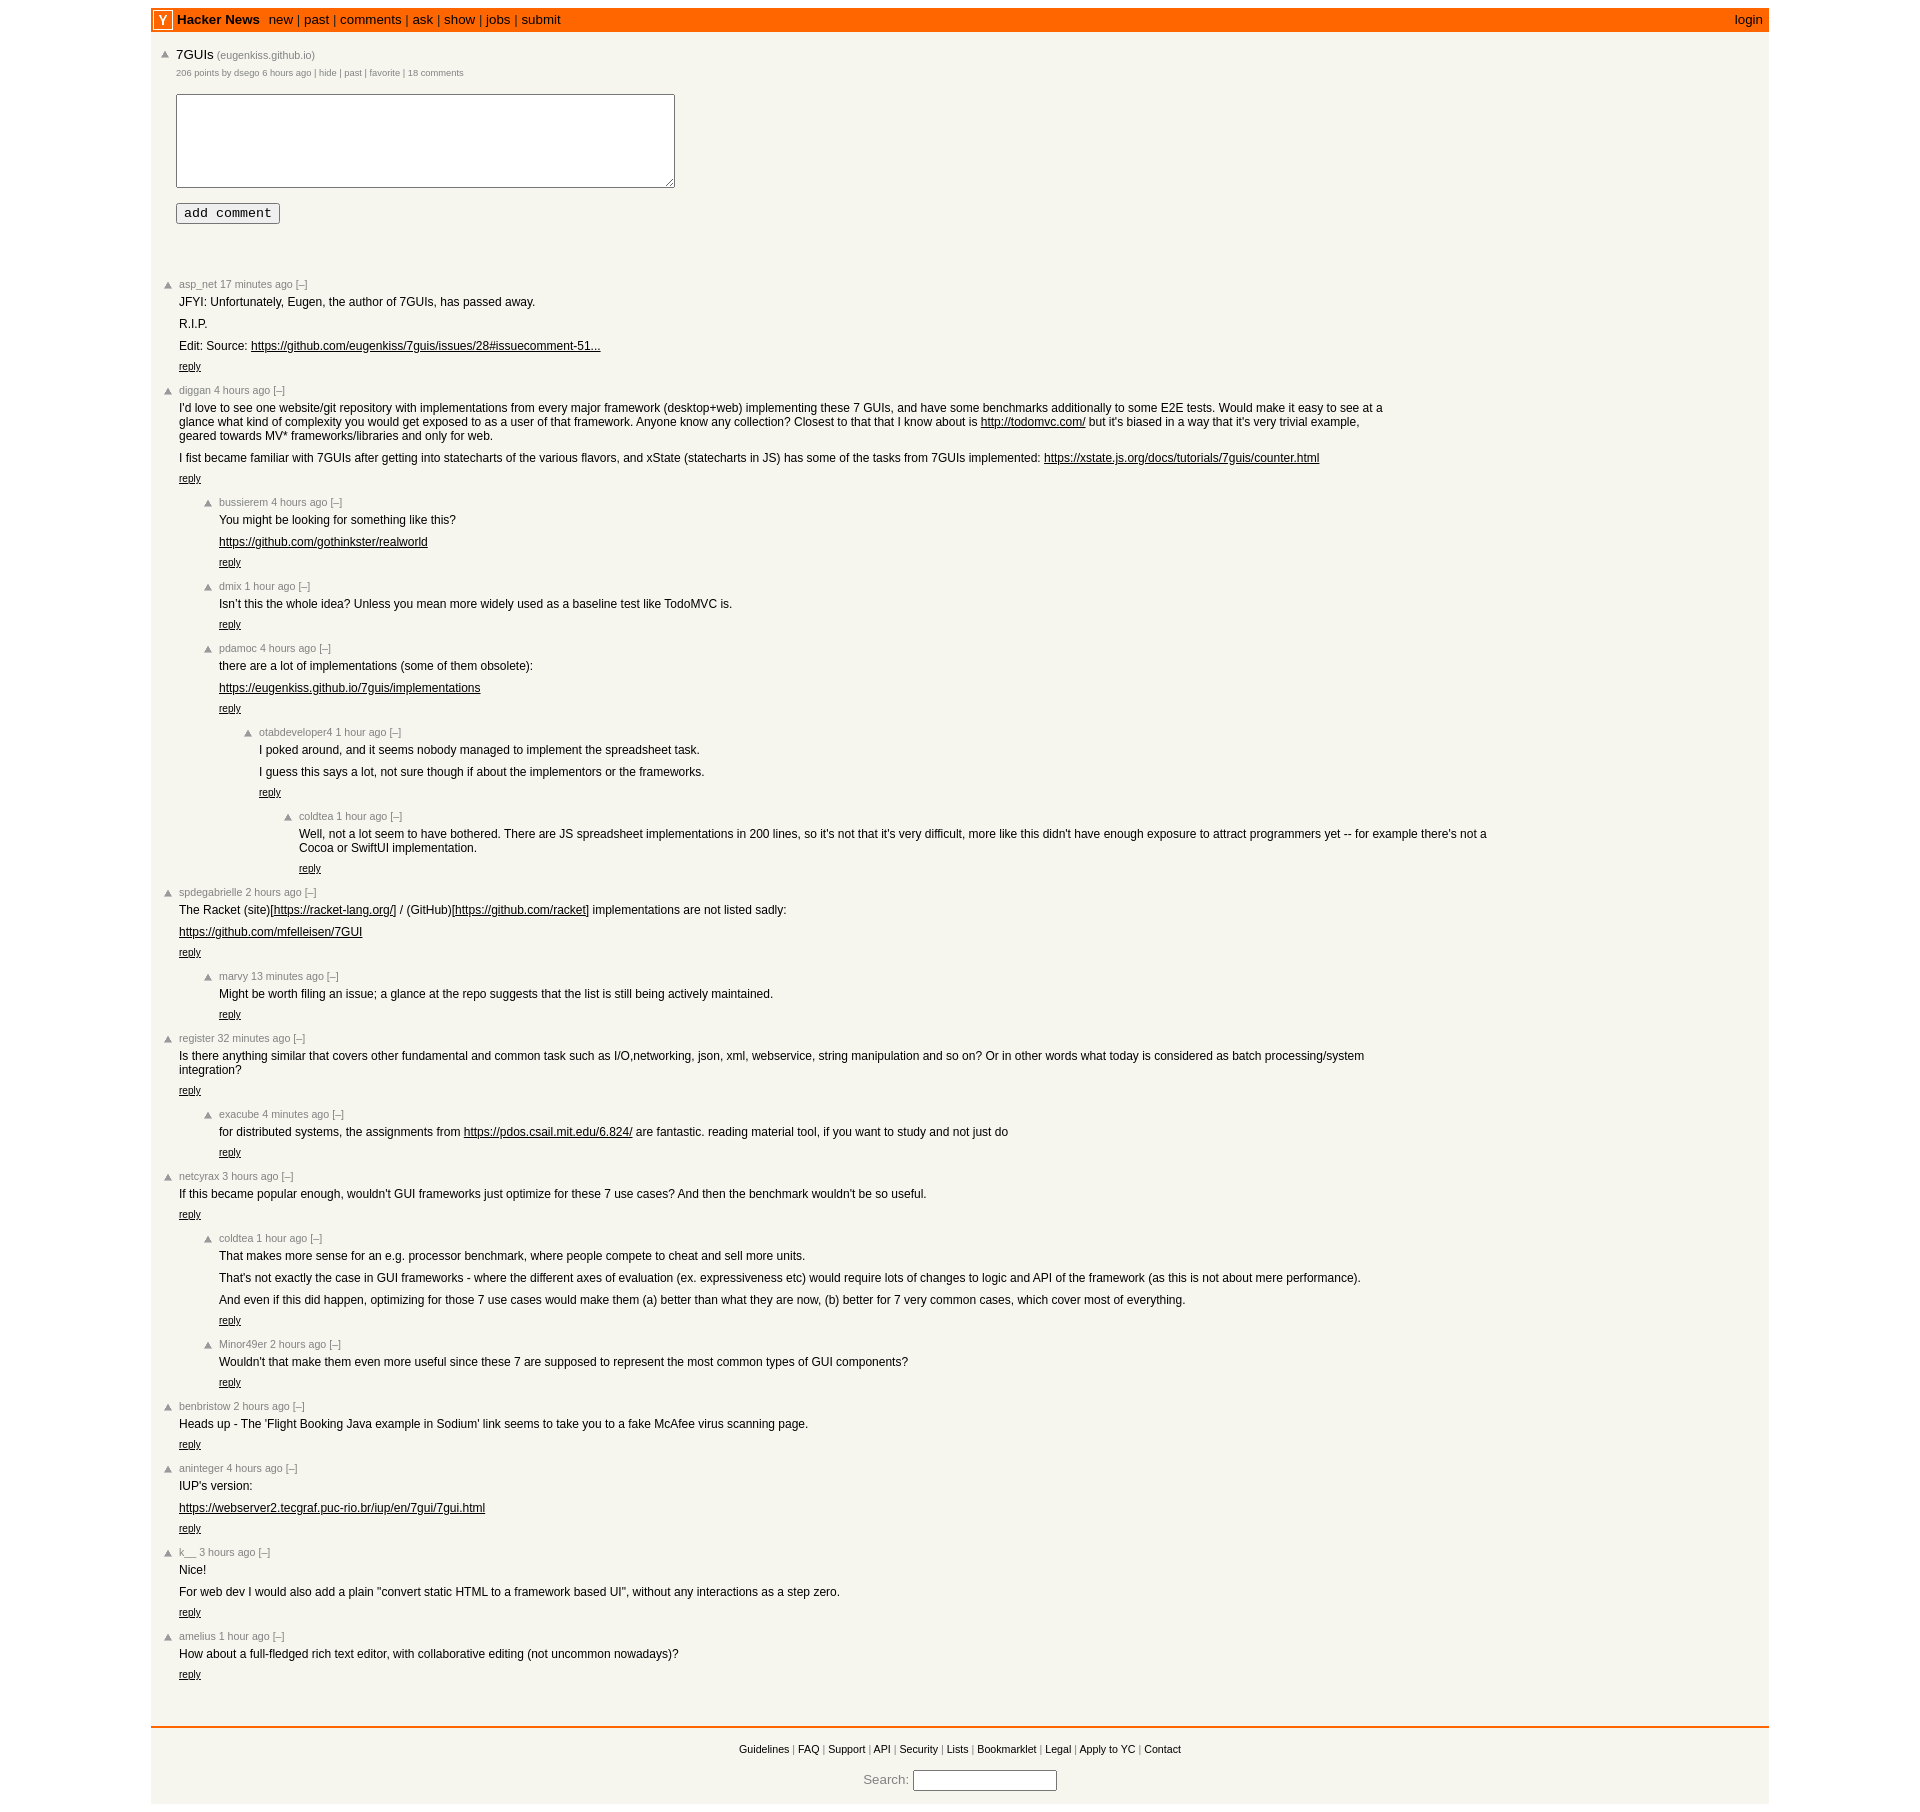 Y Hacker News new | past | comments | ask | show | jobs | submit login
7GUIs (eugenkiss.github.io)
206 points by dsego 6 hours ago | hide | past | favorite | 18 comments
add comment
asp_net 17 minutes ago [–]
JFYI: Unfortunately, Eugen, the author of 7GUIs, has passed away.
R.I.P.
Edit: Source: https://github.com/eugenkiss/7guis/issues/28#issuecomment-51...
reply
diggan 4 hours ago [–]
I'd love to see one website/git repository with implementations from every major framework (desktop+web) implementing these 7 GUIs, and have some benchmarks additionally to some E2E tests. Would make it easy to see at a
glance what kind of complexity you would get exposed to as a user of that framework. Anyone know any collection? Closest to that that I know about is http://todomvc.com/ but it's biased in a way that it's very trivial example,
geared towards MV* frameworks/libraries and only for web.
I fist became familiar with 7GUIs after getting into statecharts of the various flavors, and xState (statecharts in JS) has some of the tasks from 7GUIs implemented: https://xstate.js.org/docs/tutorials/7guis/counter.html
reply
bussierem 4 hours ago [–]
You might be looking for something like this?
https://github.com/gothinkster/realworld
reply
dmix 1 hour ago [–]
Isn’t this the whole idea? Unless you mean more widely used as a baseline test like TodoMVC is.
reply
pdamoc 4 hours ago [–]
there are a lot of implementations (some of them obsolete):
https://eugenkiss.github.io/7guis/implementations
reply
otabdeveloper4 1 hour ago [–]
I poked around, and it seems nobody managed to implement the spreadsheet task.
I guess this says a lot, not sure though if about the implementors or the frameworks.
reply
coldtea 1 hour ago [–]
Well, not a lot seem to have bothered. There are JS spreadsheet implementations in 200 lines, so it's not that it's very difficult, more like this didn't have enough exposure to attract programmers yet -- for example there's not a
Cocoa or SwiftUI implementation.
reply
spdegabrielle 2 hours ago [–]
The Racket (site)[https://racket-lang.org/] / (GitHub)[https://github.com/racket] implementations are not listed sadly:
https://github.com/mfelleisen/7GUI
reply
marvy 13 minutes ago [–]
Might be worth filing an issue; a glance at the repo suggests that the list is still being actively maintained.
reply
register 32 minutes ago [–]
Is there anything similar that covers other fundamental and common task such as I/O,networking, json, xml, webservice, string manipulation and so on? Or in other words what today is considered as batch processing/system
integration?
reply
exacube 4 minutes ago [–]
for distributed systems, the assignments from https://pdos.csail.mit.edu/6.824/ are fantastic. reading material tool, if you want to study and not just do
reply
netcyrax 3 hours ago [–]
If this became popular enough, wouldn't GUI frameworks just optimize for these 7 use cases? And then the benchmark wouldn't be so useful.
reply
coldtea 1 hour ago [–]
That makes more sense for an e.g. processor benchmark, where people compete to cheat and sell more units.
That's not exactly the case in GUI frameworks - where the different axes of evaluation (ex. expressiveness etc) would require lots of changes to logic and API of the framework (as this is not about mere performance).
And even if this did happen, optimizing for those 7 use cases would make them (a) better than what they are now, (b) better for 7 very common cases, which cover most of everything.
reply
Minor49er 2 hours ago [–]
Wouldn't that make them even more useful since these 7 are supposed to represent the most common types of GUI components?
reply
benbristow 2 hours ago [–]
Heads up - The 'Flight Booking Java example in Sodium' link seems to take you to a fake McAfee virus scanning page.
reply
aninteger 4 hours ago [–]
IUP's version:
https://webserver2.tecgraf.puc-rio.br/iup/en/7gui/7gui.html
reply
k__ 3 hours ago [–]
Nice!
For web dev I would also add a plain "convert static HTML to a framework based UI", without any interactions as a step zero.
reply
amelius 1 hour ago [–]
How about a full-fledged rich text editor, with collaborative editing (not uncommon nowadays)?
reply
Guidelines | FAQ | Support | API | Security | Lists | Bookmarklet | Legal | Apply to YC | Contact
Search: